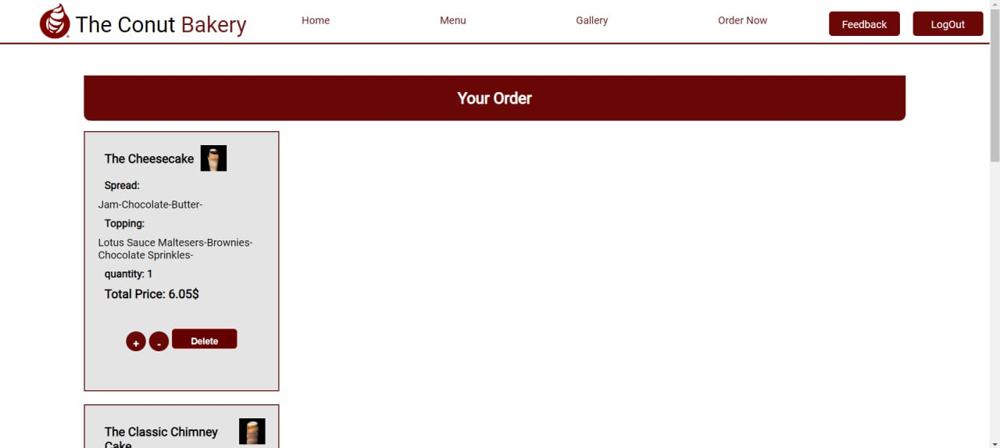 The Conut Bakery
Home
Menu
Gallery
Order Now
Feedback
LogOut
Your Order
The Cheesecake
Spread:
Jam-Chocolate-Butter-
Topping:
Lotus Sauce Maltesers-Brownies-
Chocolate Sprinkles-
quantity: 1
Total Price: 6.05$
+
-
Delete
The Classic Chimney
Cake